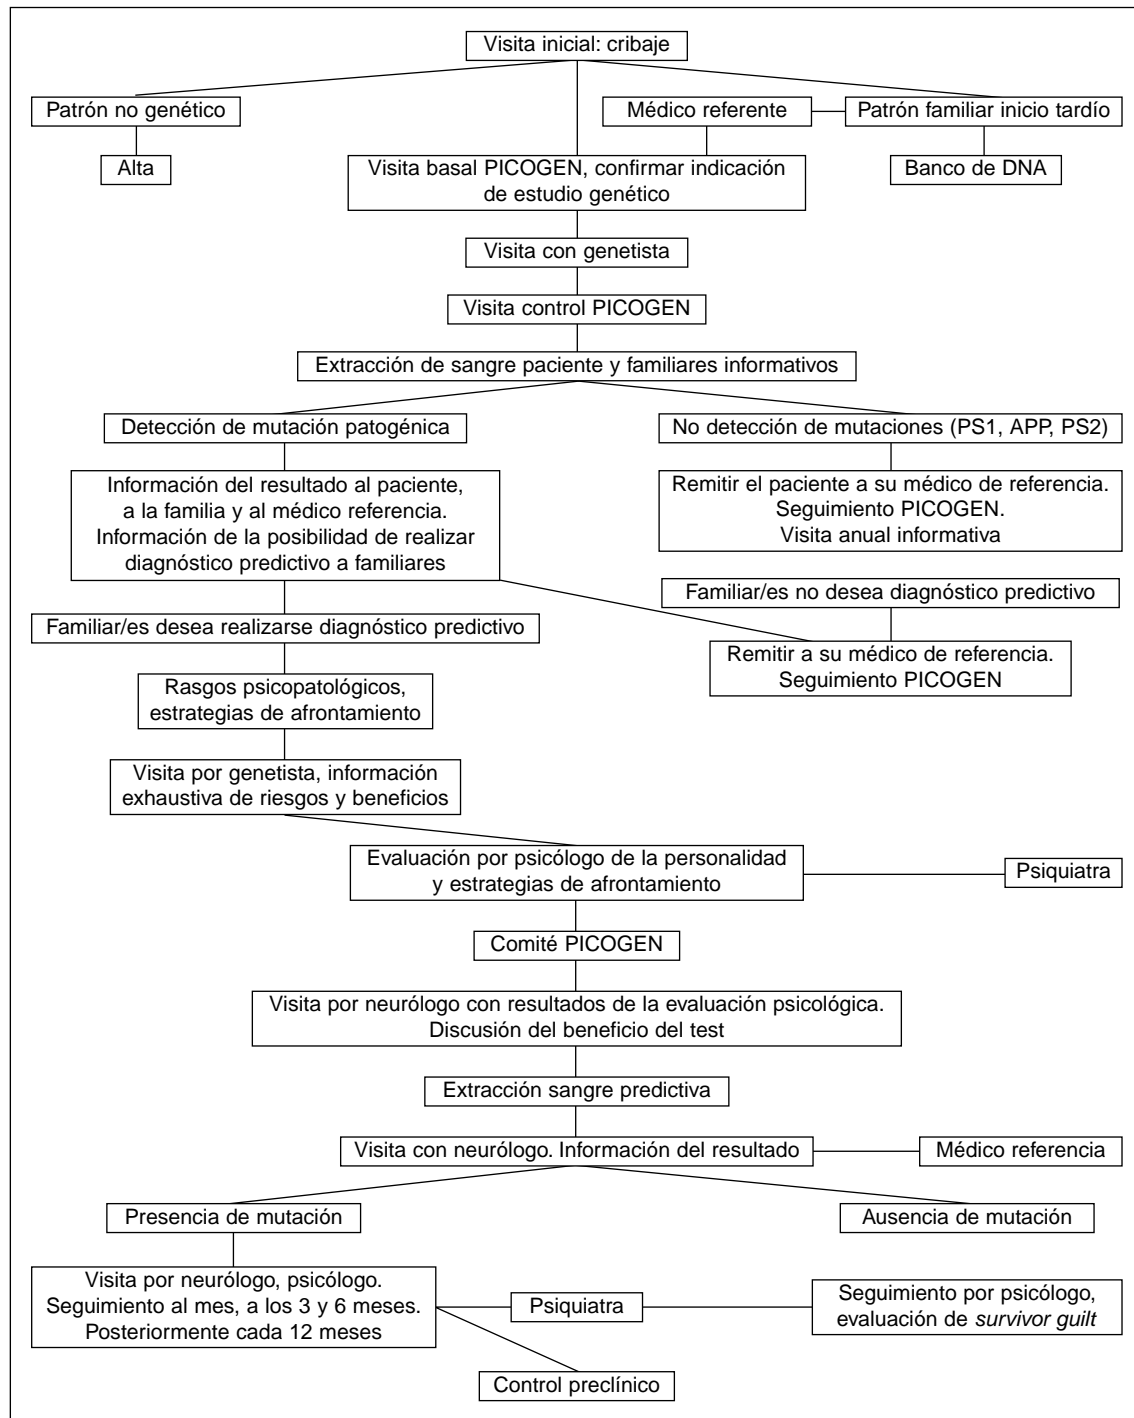 Visita inicial: cribaje
Patrón no genético
Médico referente
Patrón familiar inicio tardío
Alta
Visita basal PICOGEN, confirmar indicación
de estudio genético
Banco de DNA
Visita con genetista
Visita control PICOGEN
Extracción de sangre paciente y familiares informativos
Detección de mutación patogénica
No detección de mutaciones (PS1, APP, PS2)
Información del resultado al paciente,
a la familia y al médico referencia.
Información de la posibilidad de realizar
diagnóstico predictivo a familiares
Remitir el paciente a su médico de referencia.
Seguimiento PICOGEN.
Visita anual informativa
Familiar/es no desea diagnóstico predictivo
Familiar/es desea realizarse diagnóstico predictivo
Remitir a su médico de referencia.
Seguimiento PICOGEN
Rasgos psicopatológicos,
estrategias de afrontamiento
Visita por genetista, información
exhaustiva de riesgos y beneficios
Evaluación por psicólogo de la personalidad
y estrategias de afrontamiento
Psiquiatra
Comité PICOGEN
Visita por neurólogo con resultados de la evaluación psicológica.
Discusión del beneficio del test
Extracción sangre predictiva
Visita con neurólogo. Información del resultado
Médico referencia
Presencia de mutación
Ausencia de mutación
Visita por neurólogo, psicólogo.
Seguimiento al mes, a los 3 y 6 meses.
Posteriormente cada 12 meses
Psiquiatra
Seguimiento por psicólogo,
evaluación de survivor guilt
Control preclínico